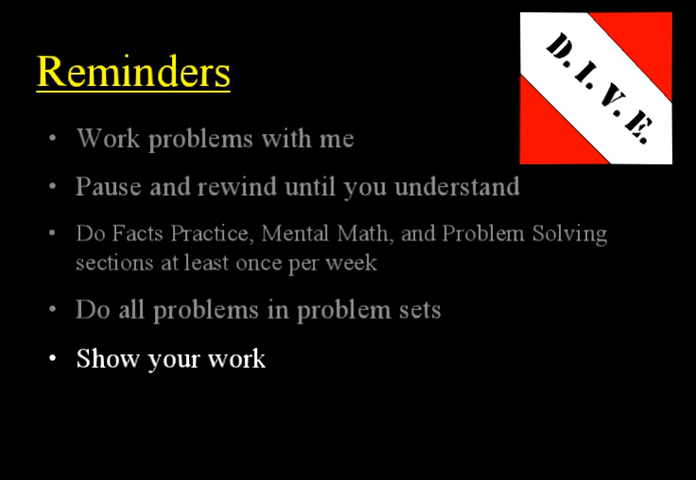 D.I.V.E.
Reminders
• Work problems with me
• Pause and rewind until you understand
• Do Facts Practice, Mental Math, and Problem Solving
sections at least once per week
• Do all problems in problem sets
• Show your work